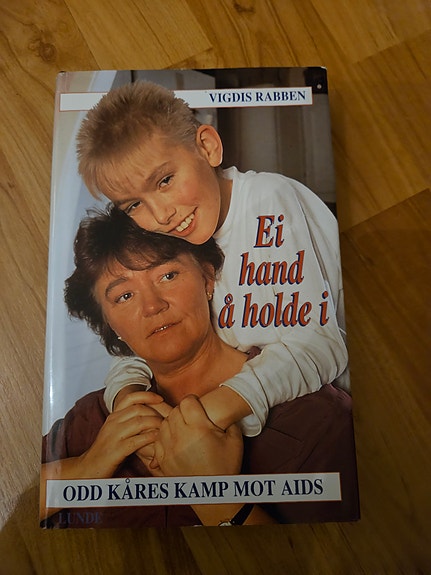 VIGDIS RABBEN
Ei
hand
å holde i
ODD KÅRES KAMP MOT AIDS
LUNDE